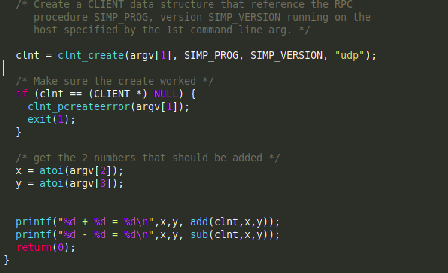 /* Create a CLIENT data structure that reference the RPC
procedure SIMP_PROG, version SIMP_VERSION running on the
host specified by the 1st command line arg. */
clnt = clnt_create(argv[1], SIMP_PROG, SIMP_VERSION, "udp");
/* Make sure the create worked */
if (clnt == (CLIENT *) NULL) {
clnt_pcreateerror(argv[1]);
exit(1);
}
/* get the 2 numbers that should be added */
x = atoi(argv[2]);
y = atoi(argv[3]);
printf("%d + %d = %d\n",x,y, add(clnt,x,y));
printf("%d - %d = %d\n",x,y, sub(clnt,x,y));
return(0);
}